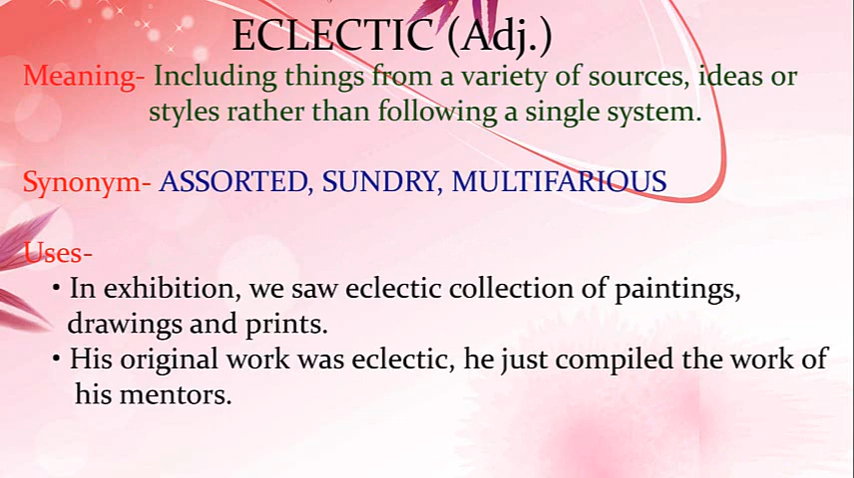 ECLECTIC (Adj.)
Meaning- Including things from a variety of sources, ideas or
styles rather than following a single system.
Synonym- ASSORTED, SUNDRY, MULTIFARIOUS
Uses-
• In exhibition, we saw eclectic collection of paintings,
drawings and prints.
• His original work was eclectic, he just compiled the work of
his mentors.